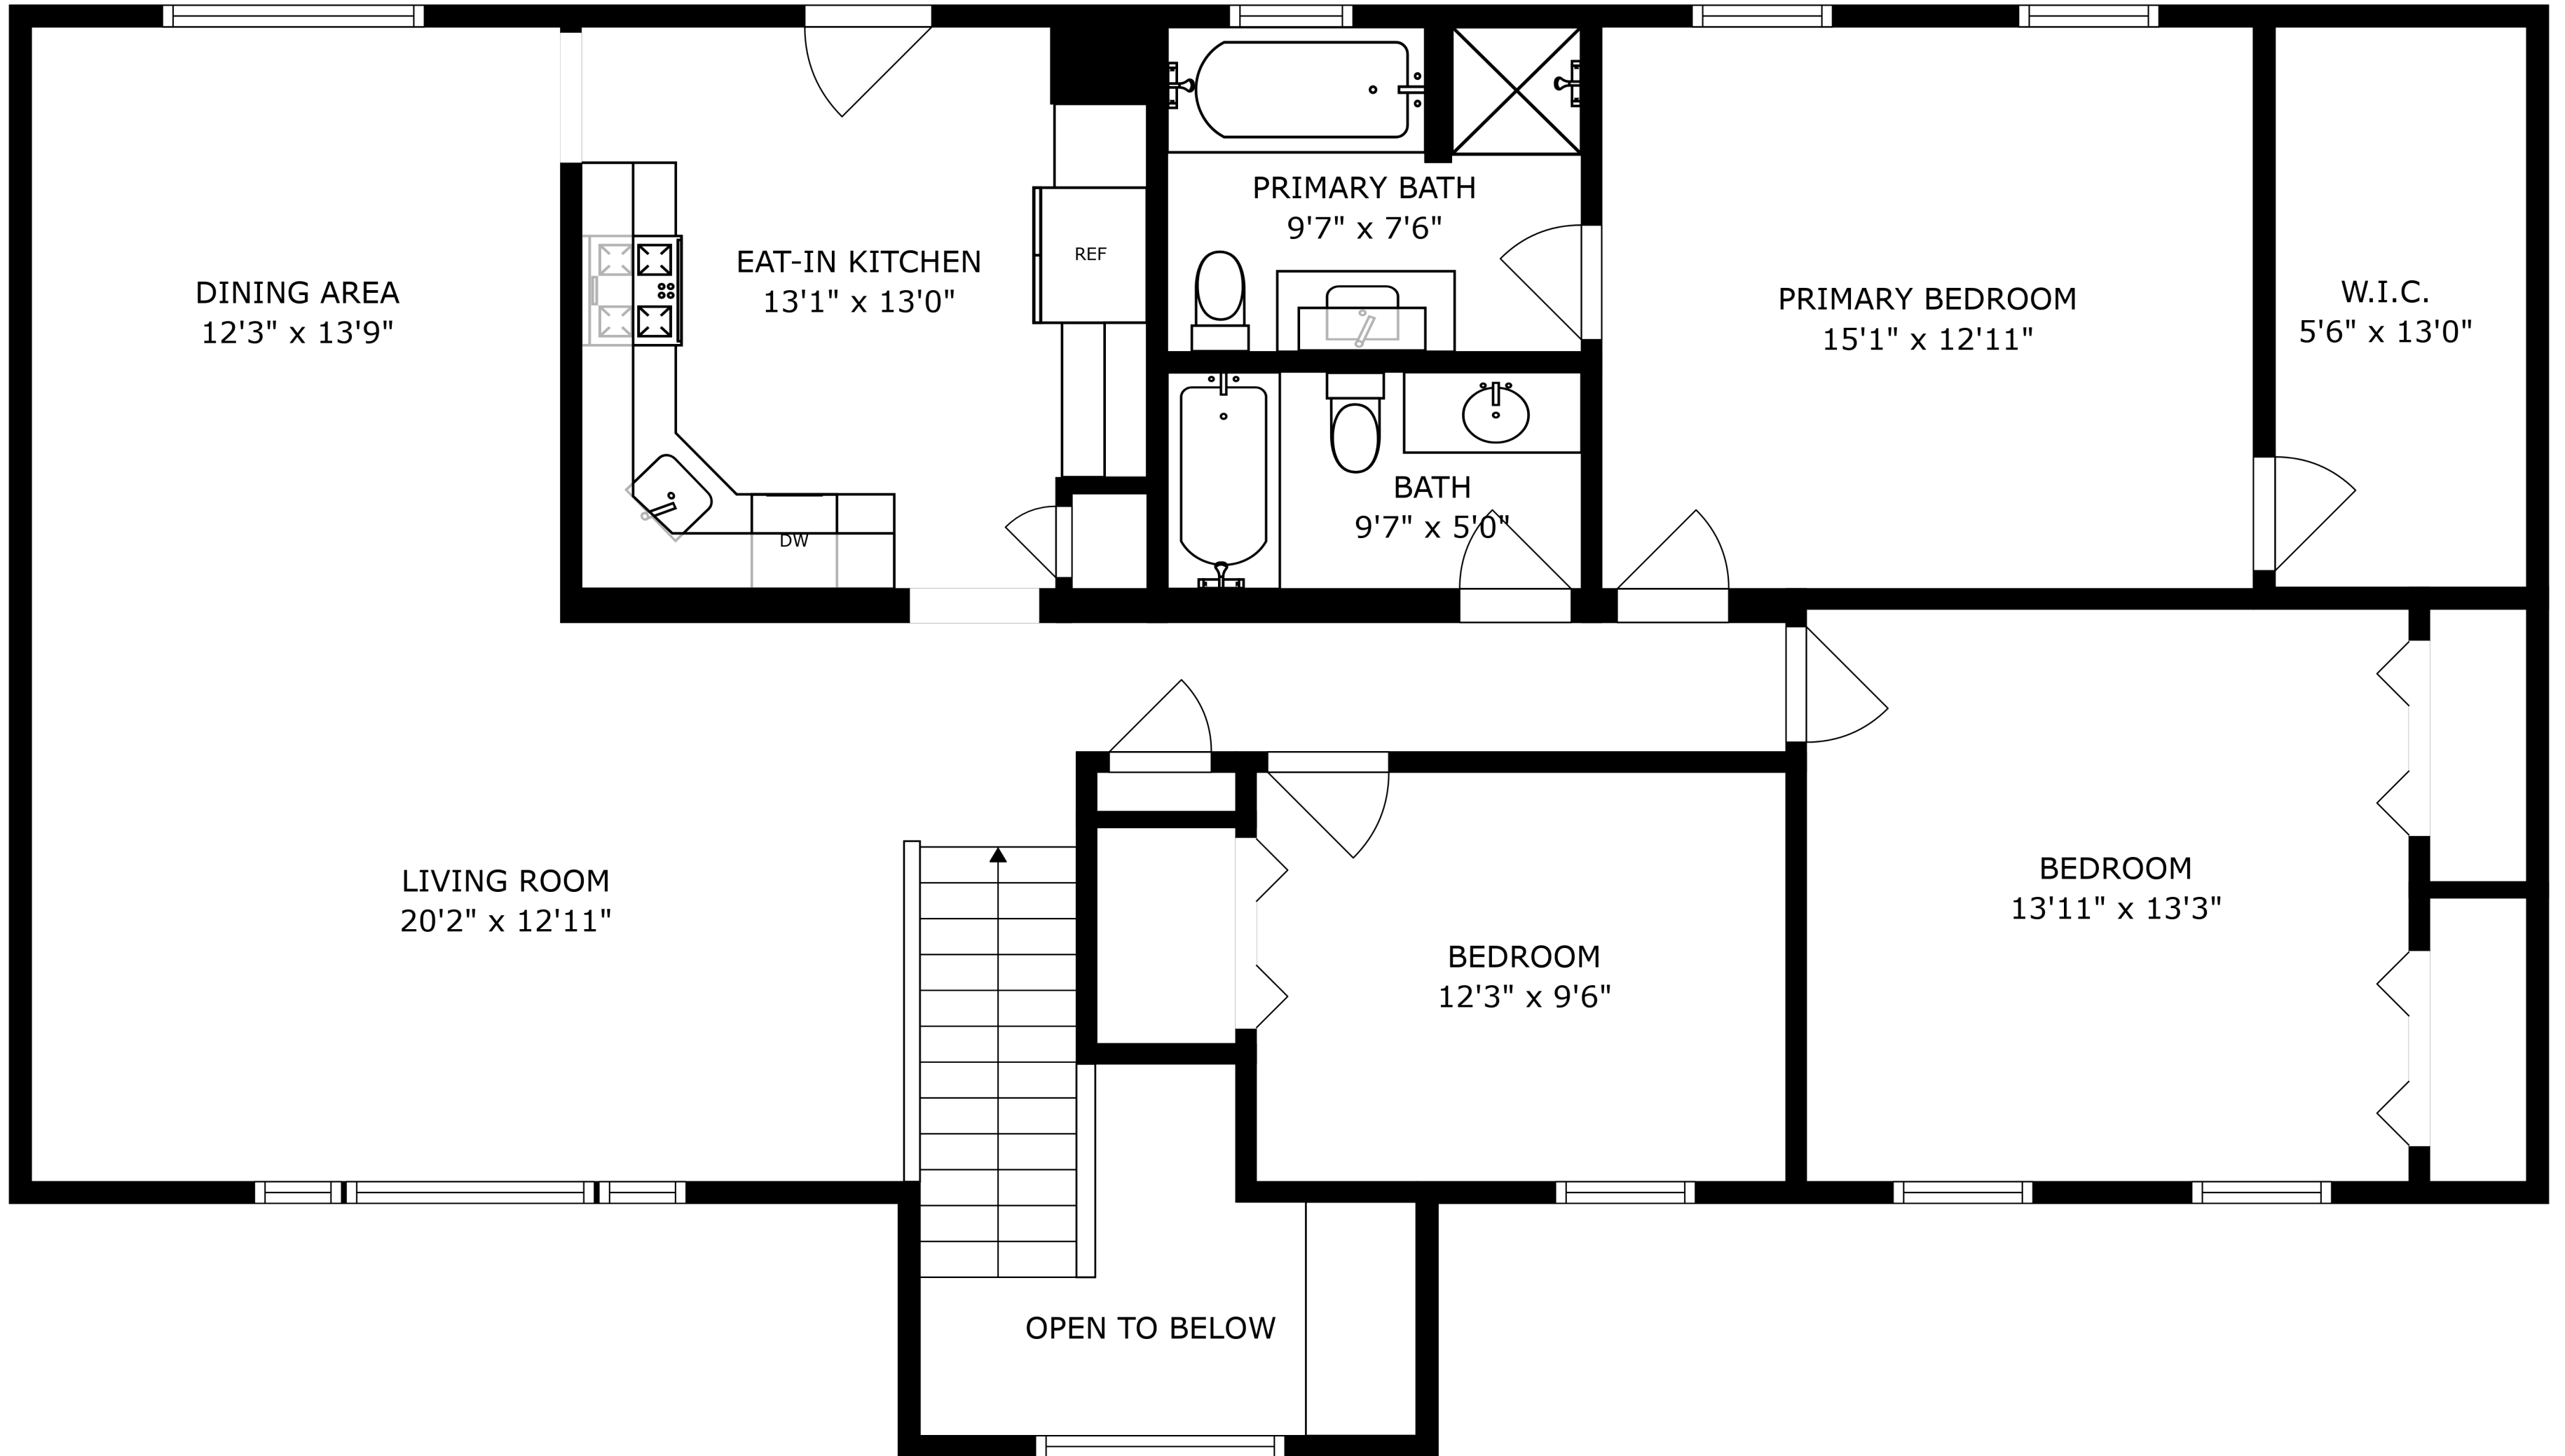 PRIMARY BATH
9'7" x 7'6"
REF
EAT-IN KITCHEN
13'1" x 13'0"
DINING AREA
12'3" x 13'9"
PRIMARY BEDROOM
15'1" x 12'11"
W.I.C.
5'6" x 13'0"
BATH
9'7" x 5'0"
DW
LIVING ROOM
20'2" x 12'11"
BEDROOM
13'11" x 13'3"
BEDROOM
12'3" x 9'6"
OPEN TO BELOW